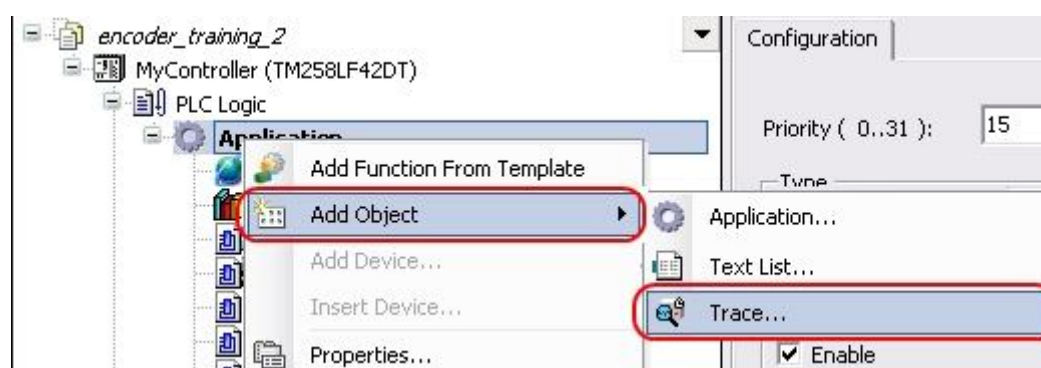 encoder_training_2
MyController (TM258LF42DT)
PLC Logic
Application
Add Function From Template
Add Object
Add Device...
Insert Device...
Properties...
Application...
Text List...
Trace...
Configuration
Priority ( 0..31 ):
15
Type
Enable